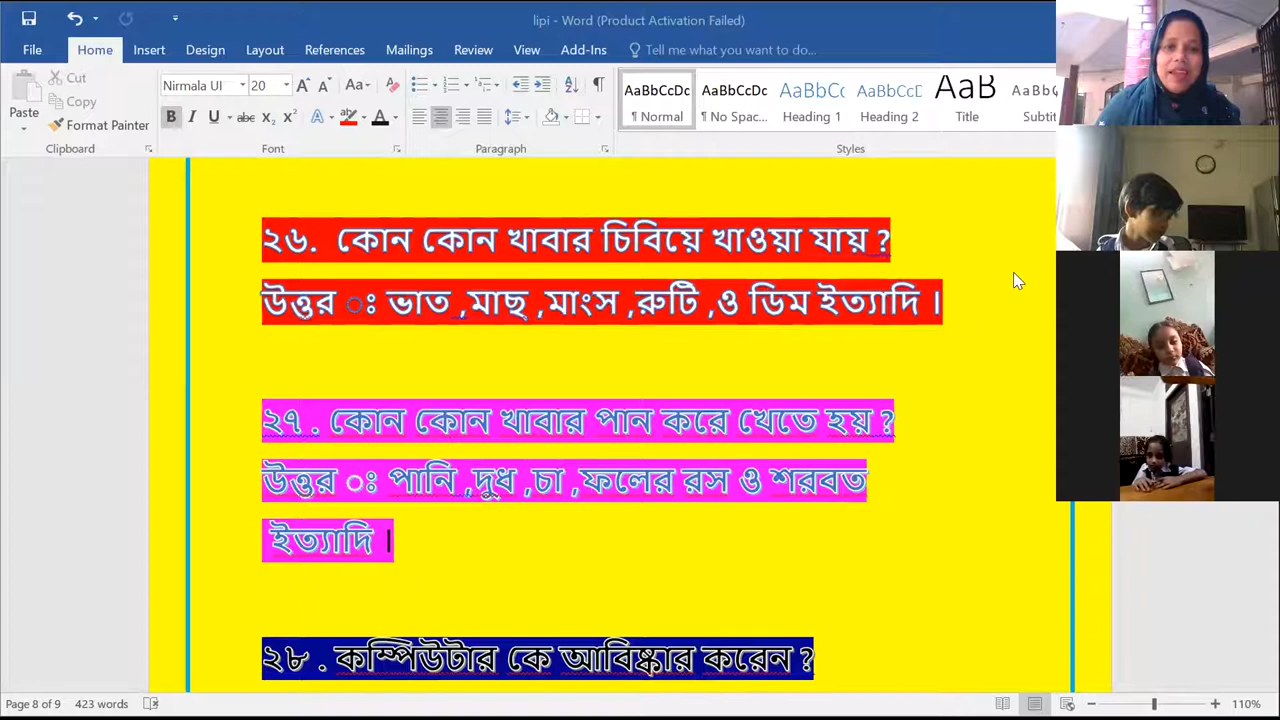 lipi - Word (Product Activation Failed)
File Home Insert Design Layout References Mailings Review View Add-Ins Tell me what you want to do...
Paste
Cut
Copy
Format Painte
Clipboard
Nirmala UI 20
Font
Paragraph
AaBbCcDc AaBbCcDc AaBbCc AaBbCcD AaB AaBbC
¶ Normal ¶ No Spac... Heading 1 Heading 2 Title Subtit
Styles
২৬. কোন কোন খাবার চিবিয়ে খাওয়া যায় ?
উত্তর ঃ ভাত ,মাছ ,মাংস ,রুটি ,ও ডিম ইত্যাদি ।
২৭ . কোন কোন খাবার পান করে খেতে হয় ?
উত্তর ঃ পানি ,দুধ ,চা ,ফলের রস ও শরবত
ইত্যাদি ।
২৮ . কম্পিউটার কে আবিষ্কার করেন ?
Page 8 of 9 423 words 110%